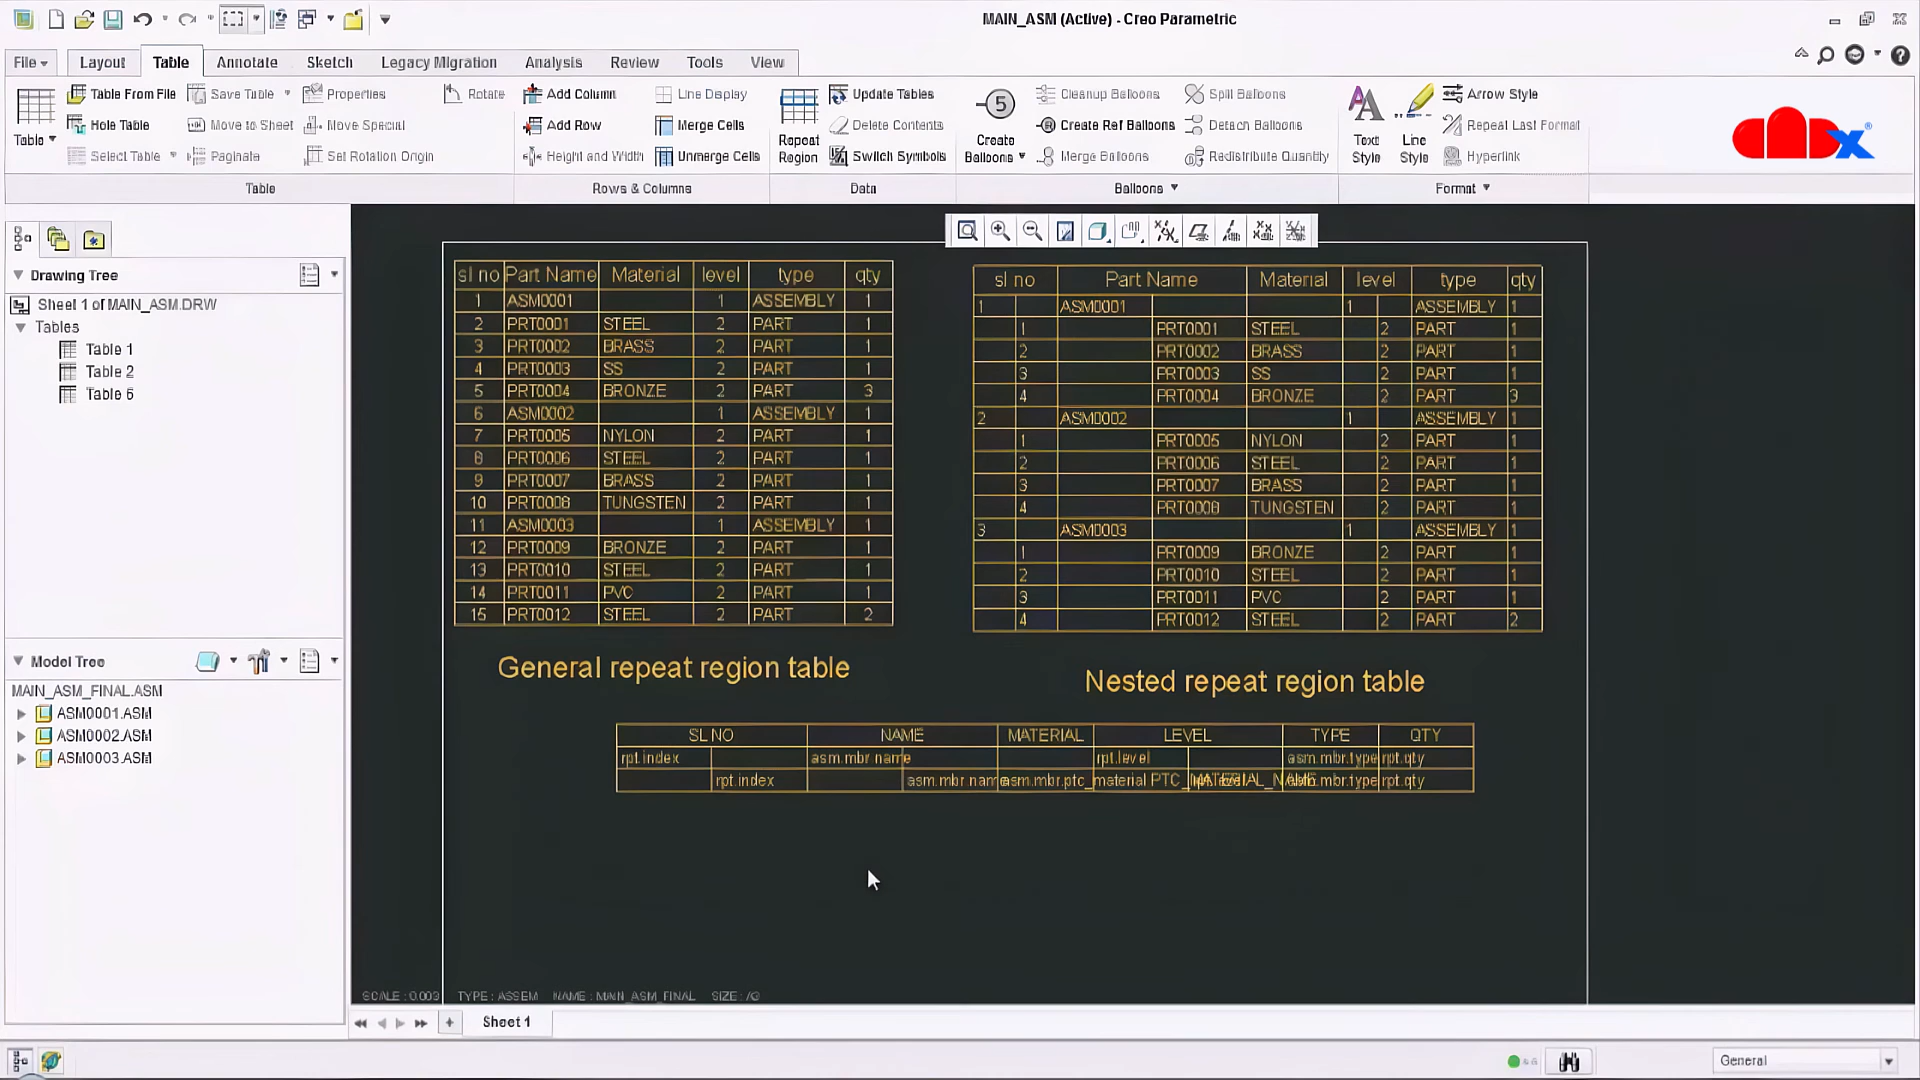 MAIN_ASM (Active) - Creo Parametric
File Layout Table Annotate Sketch Legacy Migration Analysis Review Tools View
Table From File Save Table Properties Rotate Add Column Line Display Update Tables Cleanup Balloons Split Balloons Arrow Style
Hole Table Move to Sheet Move Special Add Row Merge Cells Delete Contents Create Ref Balloons Detach Balloons Repeat Last Format
Table Select Table Paginate Set Rotation Origin Height and Width Unmerge Cells Repeat Region Switch Symbols 5 Create Balloons Merge Balloons Redistribute Quantity Text Style Line Style Hyperlink
Table Rows & Columns Data Balloons Format
Drawing Tree
Sheet 1 of MAIN_ASM.DRW
Tables
Table 1
Table 2
Table 6
Model Tree
MAIN_ASM_FINAL.ASM
ASM0001.ASM
ASM0002.ASM
ASM0003.ASM
sl no Part Name Material level type qty
1 ASM0001 1 ASSEMBLY 1
2 PRT0001 STEEL 2 PART 1
3 PRT0002 BRASS 2 PART 1
4 PRT0003 SS 2 PART 1
5 PRT0004 BRONZE 2 PART 3
6 ASM0002 1 ASSEMBLY 1
7 PRT0005 NYLON 2 PART 1
8 PRT0006 STEEL 2 PART 1
9 PRT0007 BRASS 2 PART 1
10 PRT0008 TUNGSTEN 2 PART 1
11 ASM0003 1 ASSEMBLY 1
12 PRT0009 BRONZE 2 PART 1
13 PRT0010 STEEL 2 PART 1
14 PRT0011 PVC 2 PART 1
15 PRT0012 STEEL 2 PART 2
General repeat region table
sl no Part Name Material level type qty
1 ASM0001 1 ASSEMBLY 1
1 PRT0001 STEEL 2 PART 1
2 PRT0002 BRASS 2 PART 1
3 PRT0003 SS 2 PART 1
4 PRT0004 BRONZE 2 PART 3
2 ASM0002 1 ASSEMBLY 1
1 PRT0005 NYLON 2 PART 1
2 PRT0006 STEEL 2 PART 1
3 PRT0007 BRASS 2 PART 1
4 PRT0008 TUNGSTEN 2 PART 1
3 ASM0003 1 ASSEMBLY 1
1 PRT0009 BRONZE 2 PART 1
2 PRT0010 STEEL 2 PART 1
3 PRT0011 PVC 2 PART 1
4 PRT0012 STEEL 2 PART 2
Nested repeat region table
SL NO NAME MATERIAL LEVEL TYPE QTY
rpt.index asm.mbr.name rpt.level asm.mbr.type rpt.qty
rpt.index asm.mbr.name asm.mbr.ptc_material PTC_MATERIAL_NAME asm.mbr.type rpt.qty
SCALE : 0.003 TYPE : ASSEM NAME : MAIN_ASM_FINAL SIZE : A0
Sheet 1
General